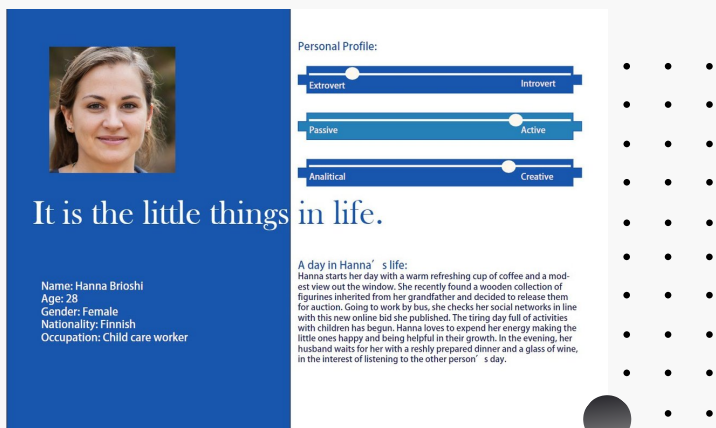 Personal Profile:
Extrovert Introvert
Passive Active
Analitical Creative
It is the little things in life.
Name: Hanna Brioshi
Age: 28
Gender: Female
Nationality: Finnish
Occupation: Child care worker
A day in Hanna´ s life:
Hanna starts her day with a warm refreshing cup of coffee and a mod-
est view out the window. She recently found a wooden collection of
figurines inherited from her grandfather and decided to release them
for auction. Going to work by bus, she checks her social networks in line
with this new online bid she published. The tiring day full of activities
with children has begun. Hanna loves to expend her energy making the
little ones happy and being helpful in their growth. In the evening, her
husband waits for her with a reshly prepared dinner and a glass of wine,
in the interest of listening to the other person´ s day.